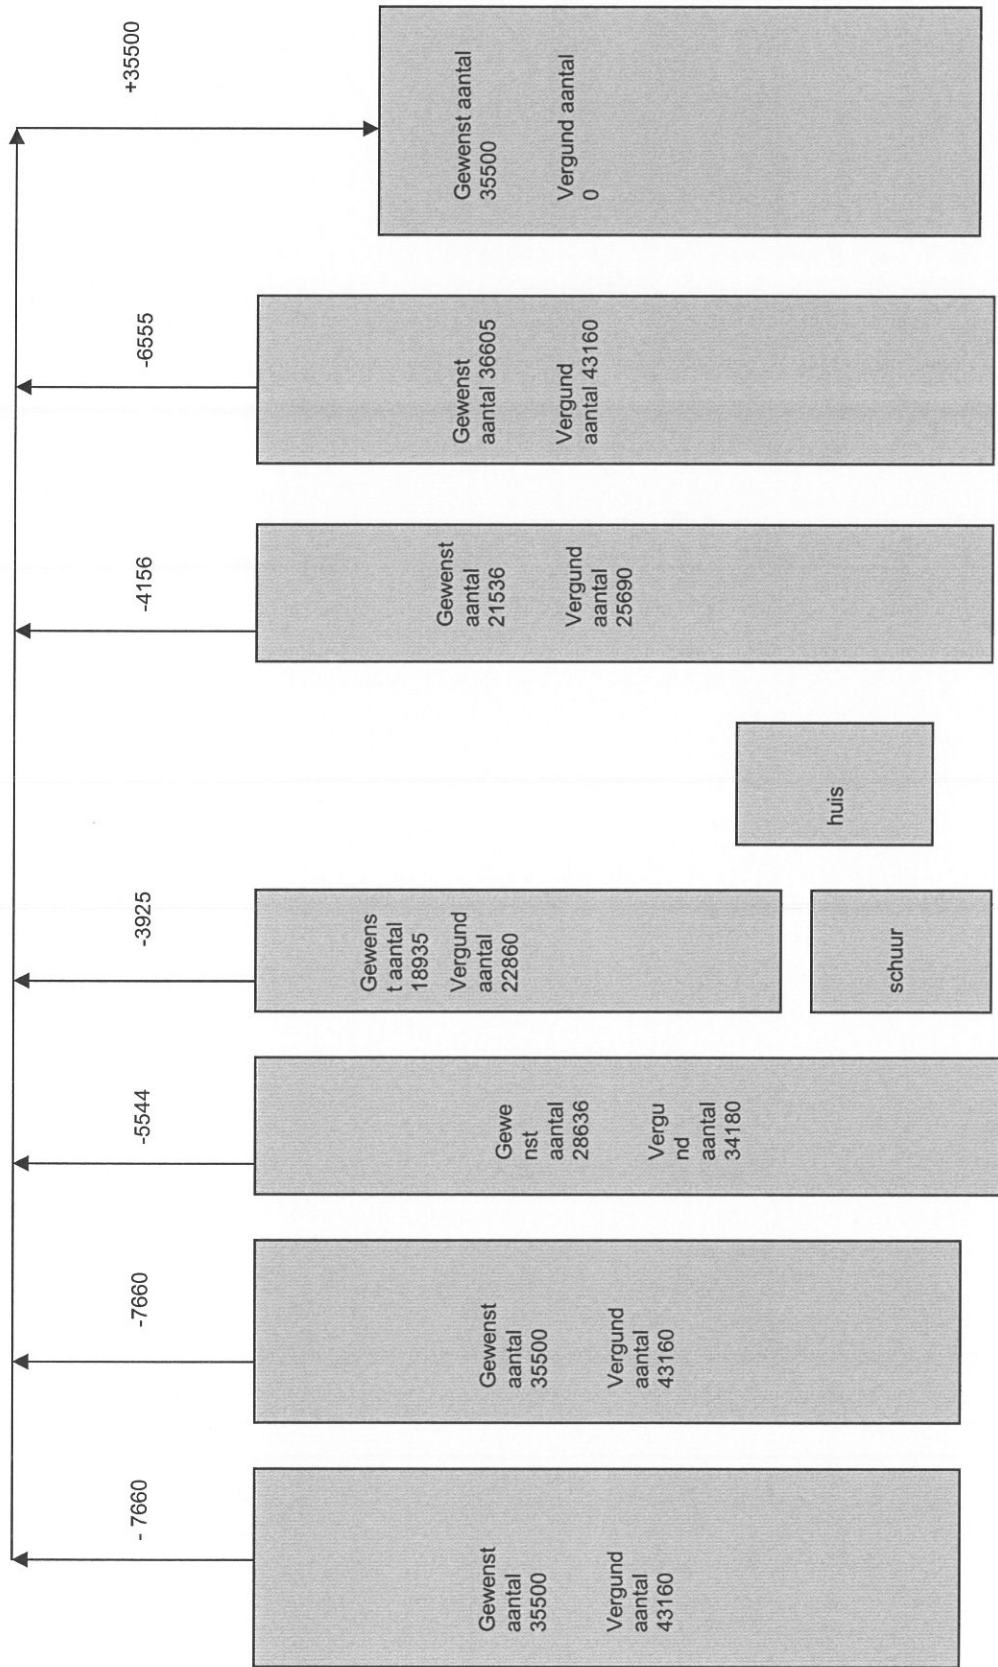 - 7660
-7660
-5544
-3925
-4156
-6555
+35500
Gewenst
aantal
35500
Vergund
aantal
43160
Gewenst
aantal
35500
Vergund
aantal
43160
Gewe
nst
aantal
28636
Vergu
nd
aantal
34180
Gewens
t aantal
18935
Vergund
aantal
22860
schuur
huis
Gewenst
aantal
21536
Vergund
aantal
25690
Gewenst
aantal 36605
Vergund
aantal 43160
Gewenst aantal
35500
Vergund aantal
0